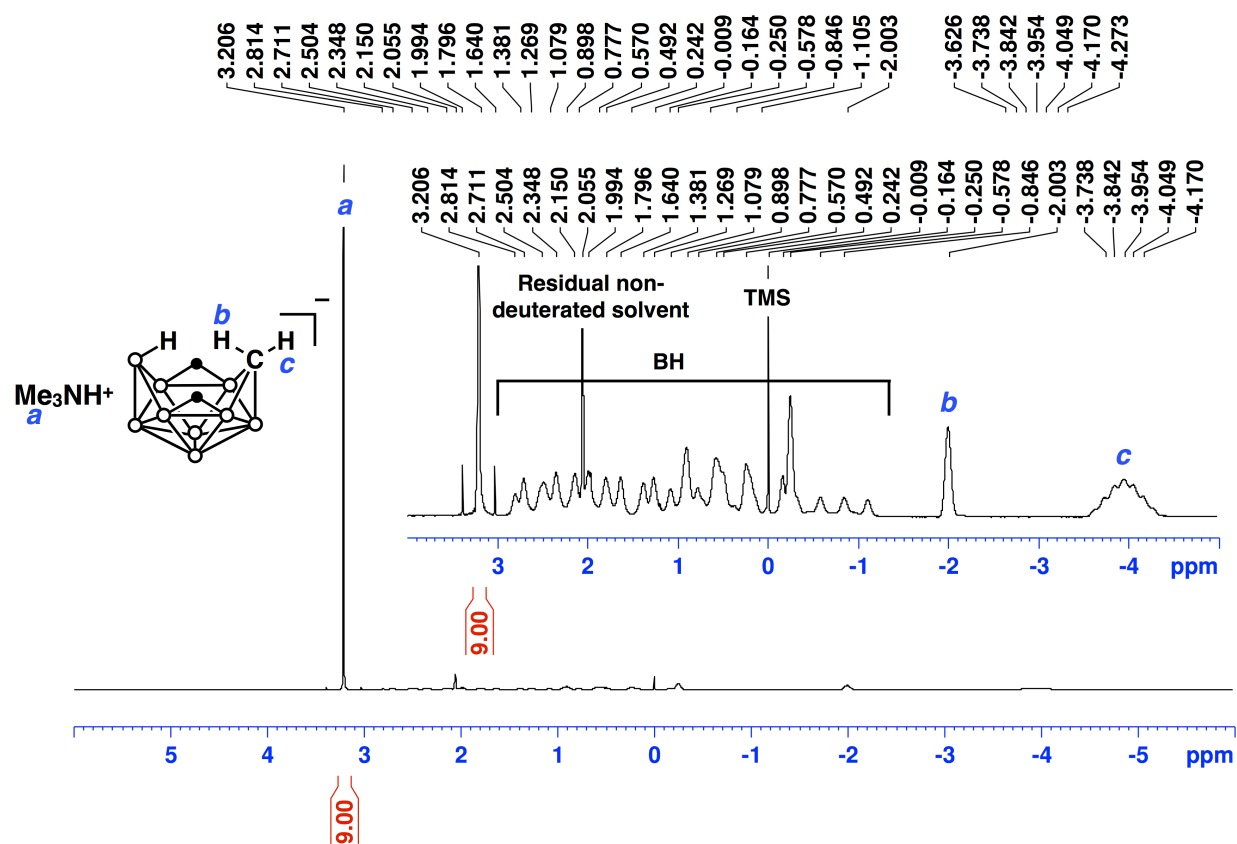 3.206 2.814 2.711 2.504 2.348 2.150 2.055 1.994 1.796 1.640 1.381 1.269 1.079 0.898 0.777 0.570 0.492 0.242 -0.009 -0.164 -0.250 -0.578 -0.846 -1.105 -2.003 -3.626 -3.738 -3.842 -3.954 -4.049 -4.170 -4.273
3.206 2.814 2.711 2.504 2.348 2.150 2.055 1.994 1.796 1.640 1.381 1.269 1.079 0.898 0.777 0.570 0.492 0.242 -0.009 -0.164 -0.250 -0.578 -0.846 -2.003 -3.738 -3.842 -3.954 -4.049 -4.170
a
Residual non-
deuterated solvent
TMS
BH
b
c
b
H H H
C
c
−
Me₃NH⁺
a
3 2 1 0 -1 -2 -3 -4 ppm
9.00
5 4 3 2 1 0 -1 -2 -3 -4 -5 ppm
9.00